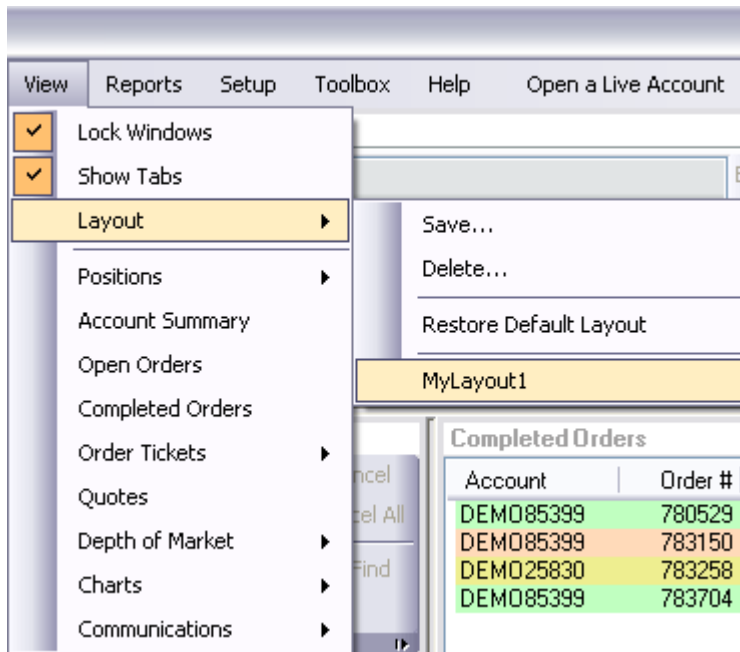 View Reports Setup Toolbox Help Open a Live Account
Lock Windows
Show Tabs
Layout
Save...
Delete...
Restore Default Layout
MyLayout1
Positions
Account Summary
Open Orders
Completed Orders
Order Tickets
Quotes
Depth of Market
Charts
Communications
All
Find
Completed Orders
Account Order #
DEMO85399 780529
DEMO85399 783150
DEMO25830 783258
DEMO85399 783704